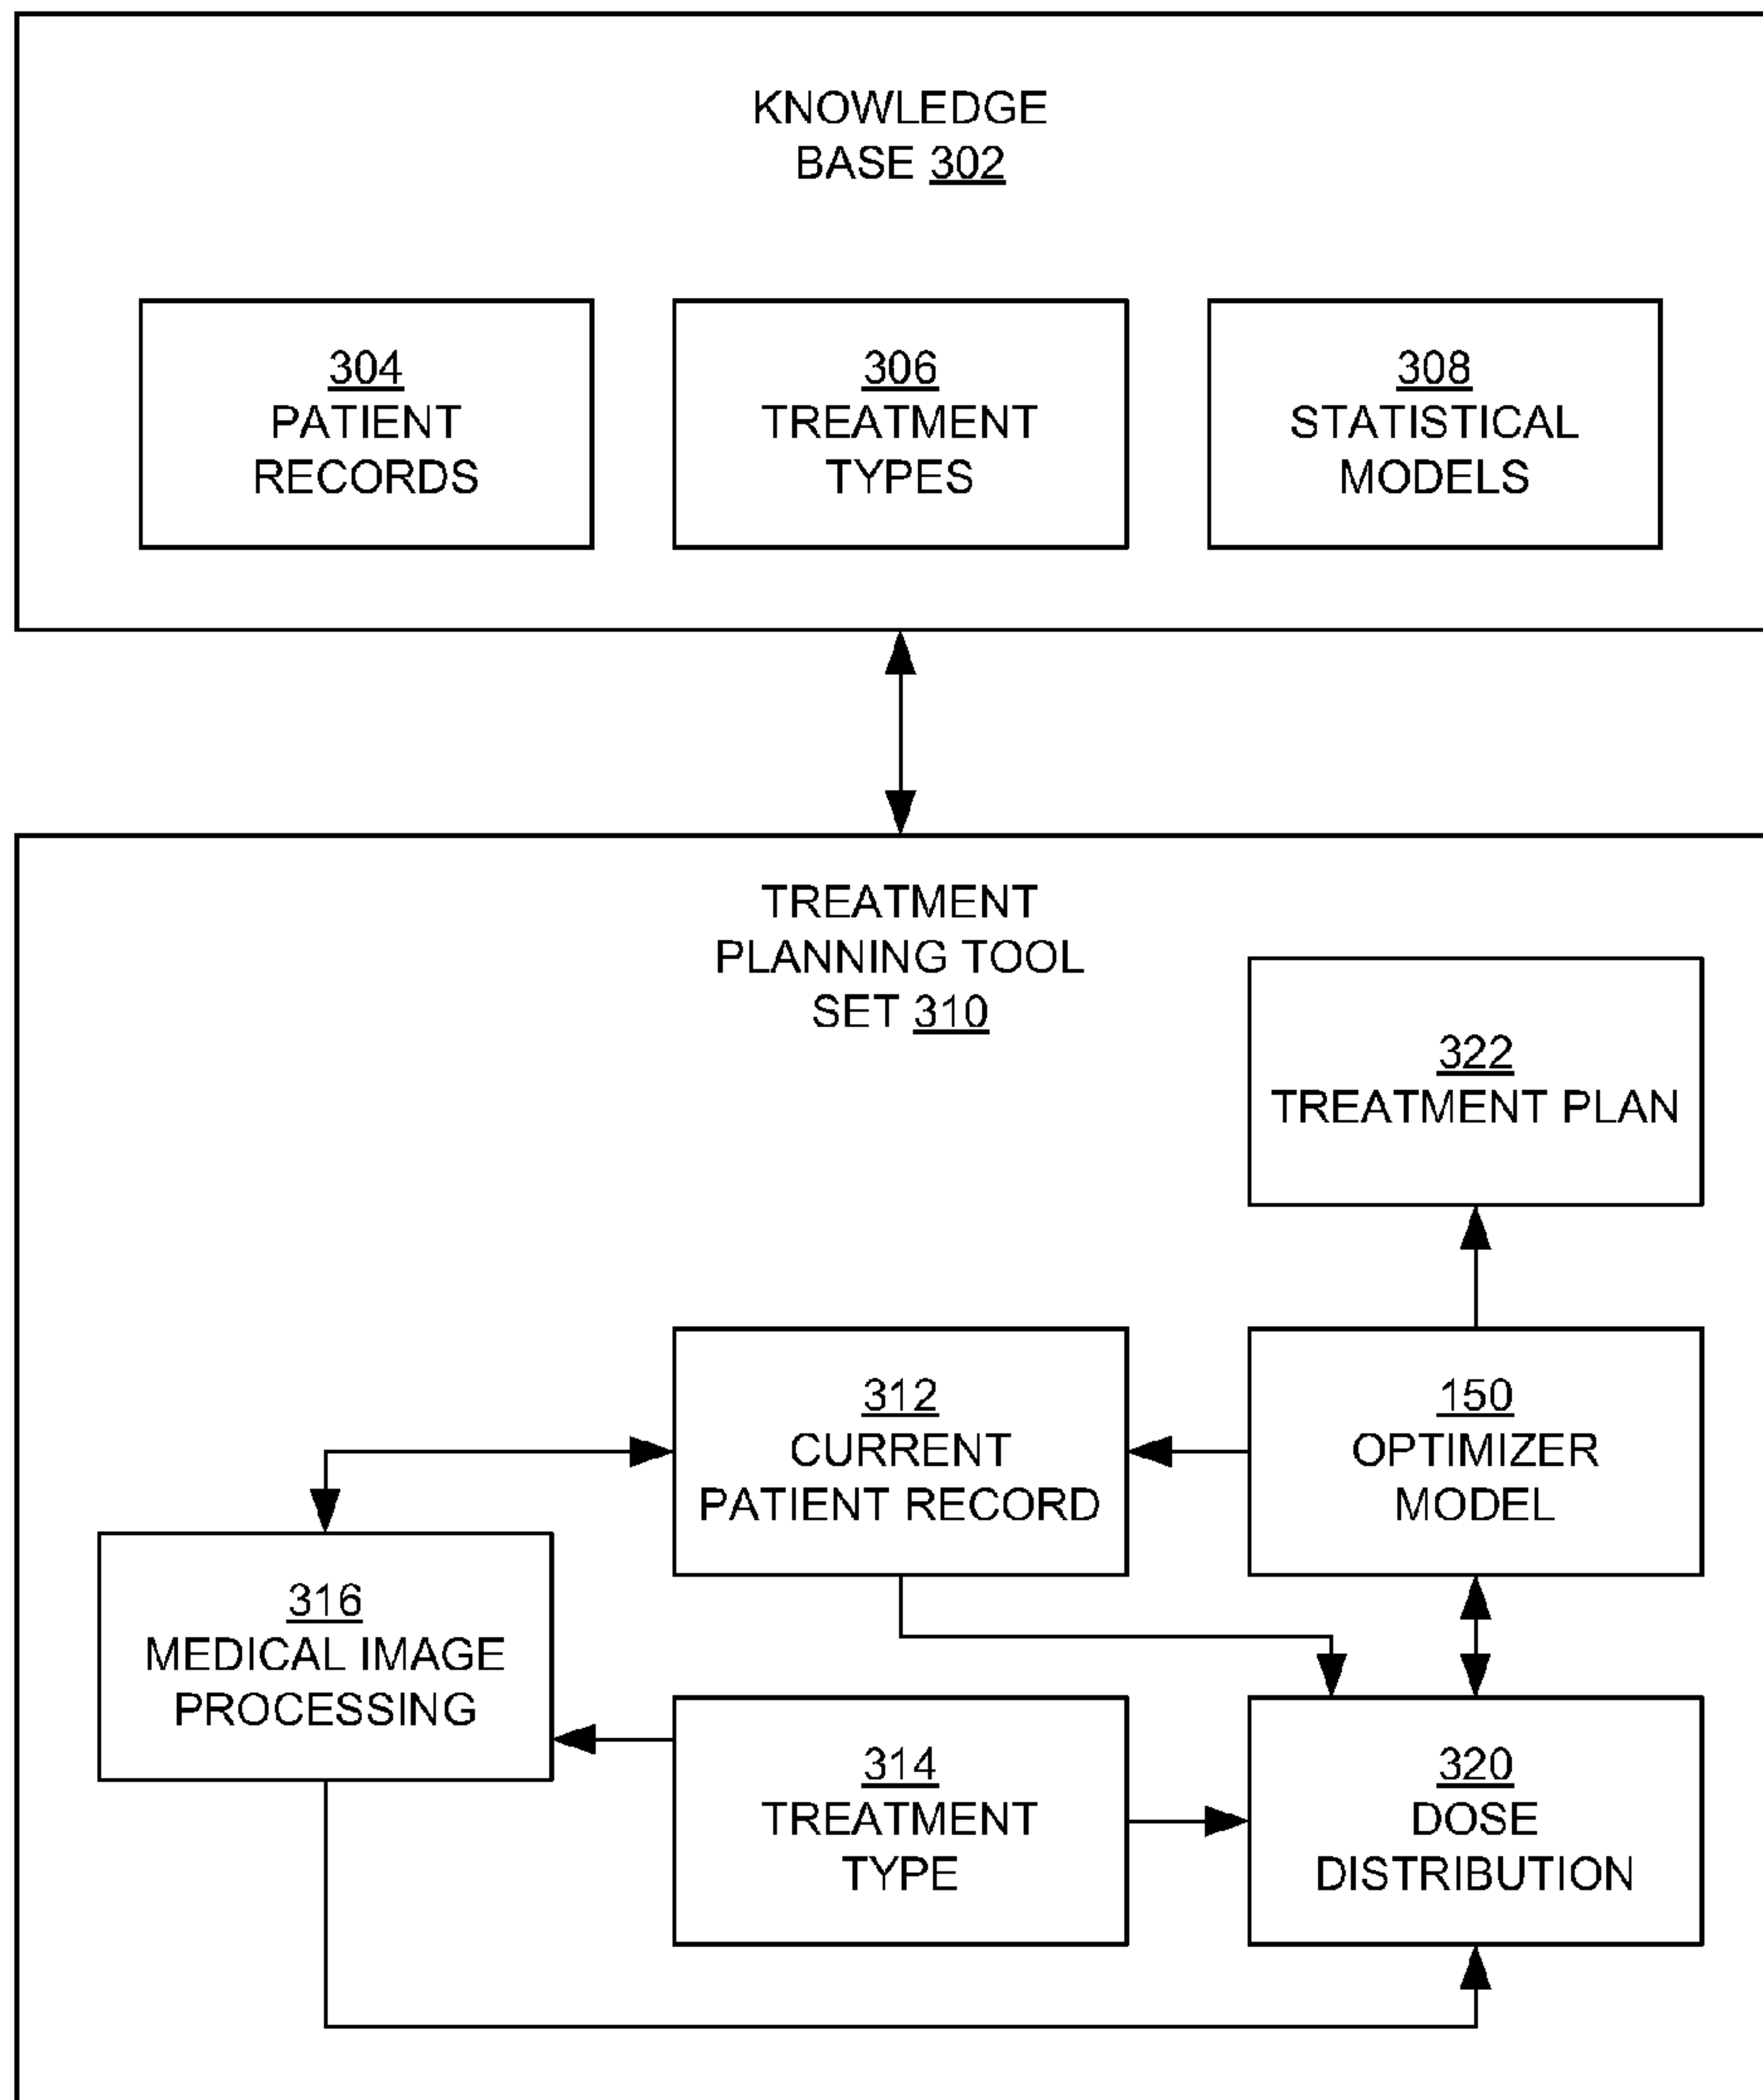 KNOWLEDGE
BASE 302
304
PATIENT
RECORDS
306
TREATMENT
TYPES
308
STATISTICAL
MODELS
TREATMENT
PLANNING TOOL
SET 310
322
TREATMENT PLAN
312
CURRENT
PATIENT RECORD
150
OPTIMIZER
MODEL
316
MEDICAL IMAGE
PROCESSING
314
TREATMENT
TYPE
320
DOSE
DISTRIBUTION